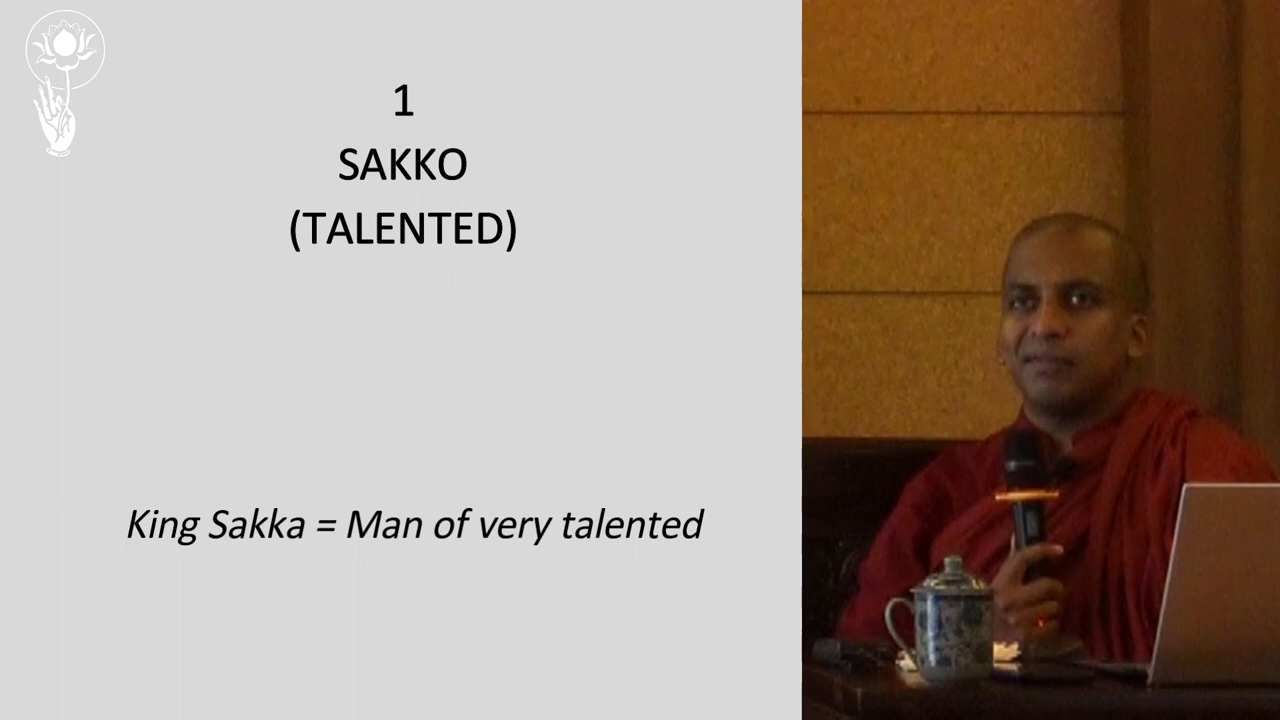 1
SAKKO
(TALENTED)
King Sakka = Man of very talented